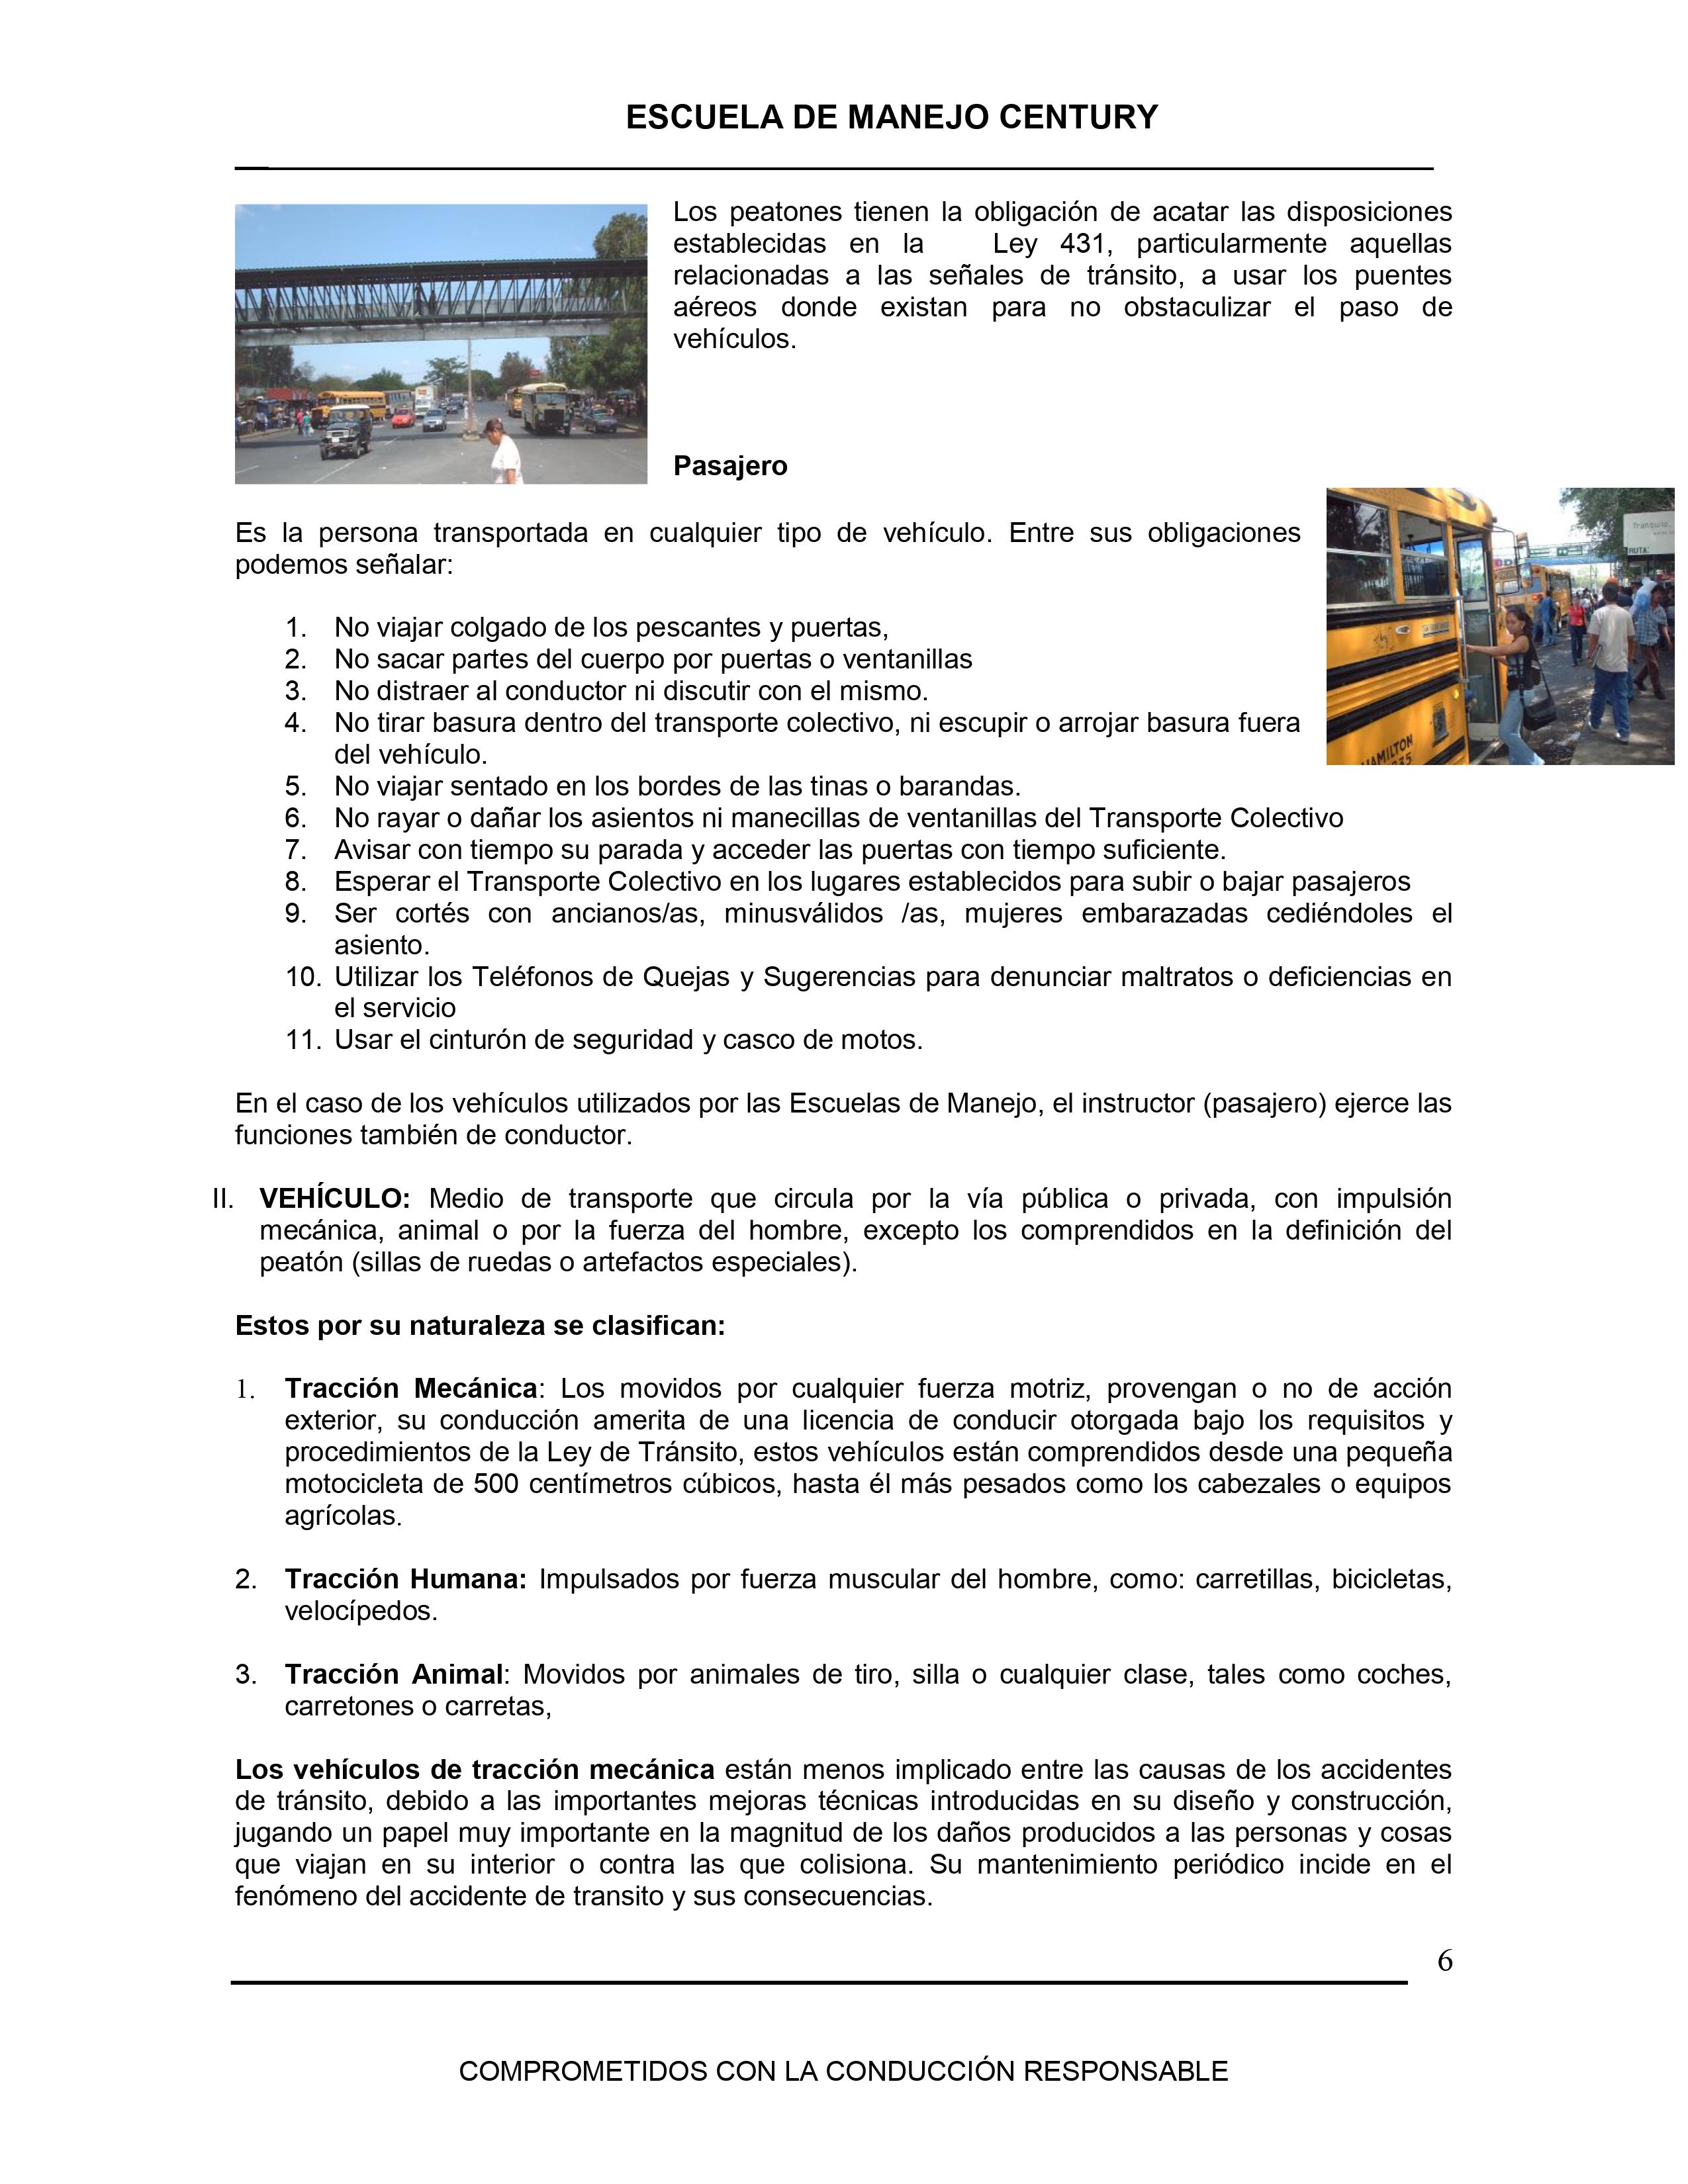 ESCUELA DE MANEJO CENTURY
Los peatones tienen la obligación de acatar las disposiciones
establecidas en la Ley 431, particularmente aquellas
relacionadas a las señales de tránsito, a usar los puentes
aéreos donde existan para no obstaculizar el paso de
vehículos.
Pasajero
Es la persona transportada en cualquier tipo de vehículo. Entre sus obligaciones
podemos señalar:
1. No viajar colgado de los pescantes y puertas,
2. No sacar partes del cuerpo por puertas o ventanillas
3. No distraer al conductor ni discutir con el mismo.
4. No tirar basura dentro del transporte colectivo, ni escupir o arrojar basura fuera
del vehículo.
5. No viajar sentado en los bordes de las tinas o barandas.
6. No rayar o dañar los asientos ni manecillas de ventanillas del Transporte Colectivo
7. Avisar con tiempo su parada y acceder las puertas con tiempo suficiente.
8. Esperar el Transporte Colectivo en los lugares establecidos para subir o bajar pasajeros
9. Ser cortés con ancianos/as, minusválidos /as, mujeres embarazadas cediéndoles el
asiento.
10. Utilizar los Teléfonos de Quejas y Sugerencias para denunciar maltratos o deficiencias en
el servicio
11. Usar el cinturón de seguridad y casco de motos.
En el caso de los vehículos utilizados por las Escuelas de Manejo, el instructor (pasajero) ejerce las
funciones también de conductor.
II. VEHÍCULO: Medio de transporte que circula por la vía pública o privada, con impulsión
mecánica, animal o por la fuerza del hombre, excepto los comprendidos en la definición del
peatón (sillas de ruedas o artefactos especiales).
Estos por su naturaleza se clasifican:
1. Tracción Mecánica: Los movidos por cualquier fuerza motriz, provengan o no de acción
exterior, su conducción amerita de una licencia de conducir otorgada bajo los requisitos y
procedimientos de la Ley de Tránsito, estos vehículos están comprendidos desde una pequeña
motocicleta de 500 centímetros cúbicos, hasta él más pesados como los cabezales o equipos
agrícolas.
2. Tracción Humana: Impulsados por fuerza muscular del hombre, como: carretillas, bicicletas,
velocípedos.
3. Tracción Animal: Movidos por animales de tiro, silla o cualquier clase, tales como coches,
carretones o carretas,
Los vehículos de tracción mecánica están menos implicado entre las causas de los accidentes
de tránsito, debido a las importantes mejoras técnicas introducidas en su diseño y construcción,
jugando un papel muy importante en la magnitud de los daños producidos a las personas y cosas
que viajan en su interior o contra las que colisiona. Su mantenimiento periódico incide en el
fenómeno del accidente de transito y sus consecuencias.
6
COMPROMETIDOS CON LA CONDUCCIÓN RESPONSABLE
Tranquilo.
RUTA:
HAMILTON